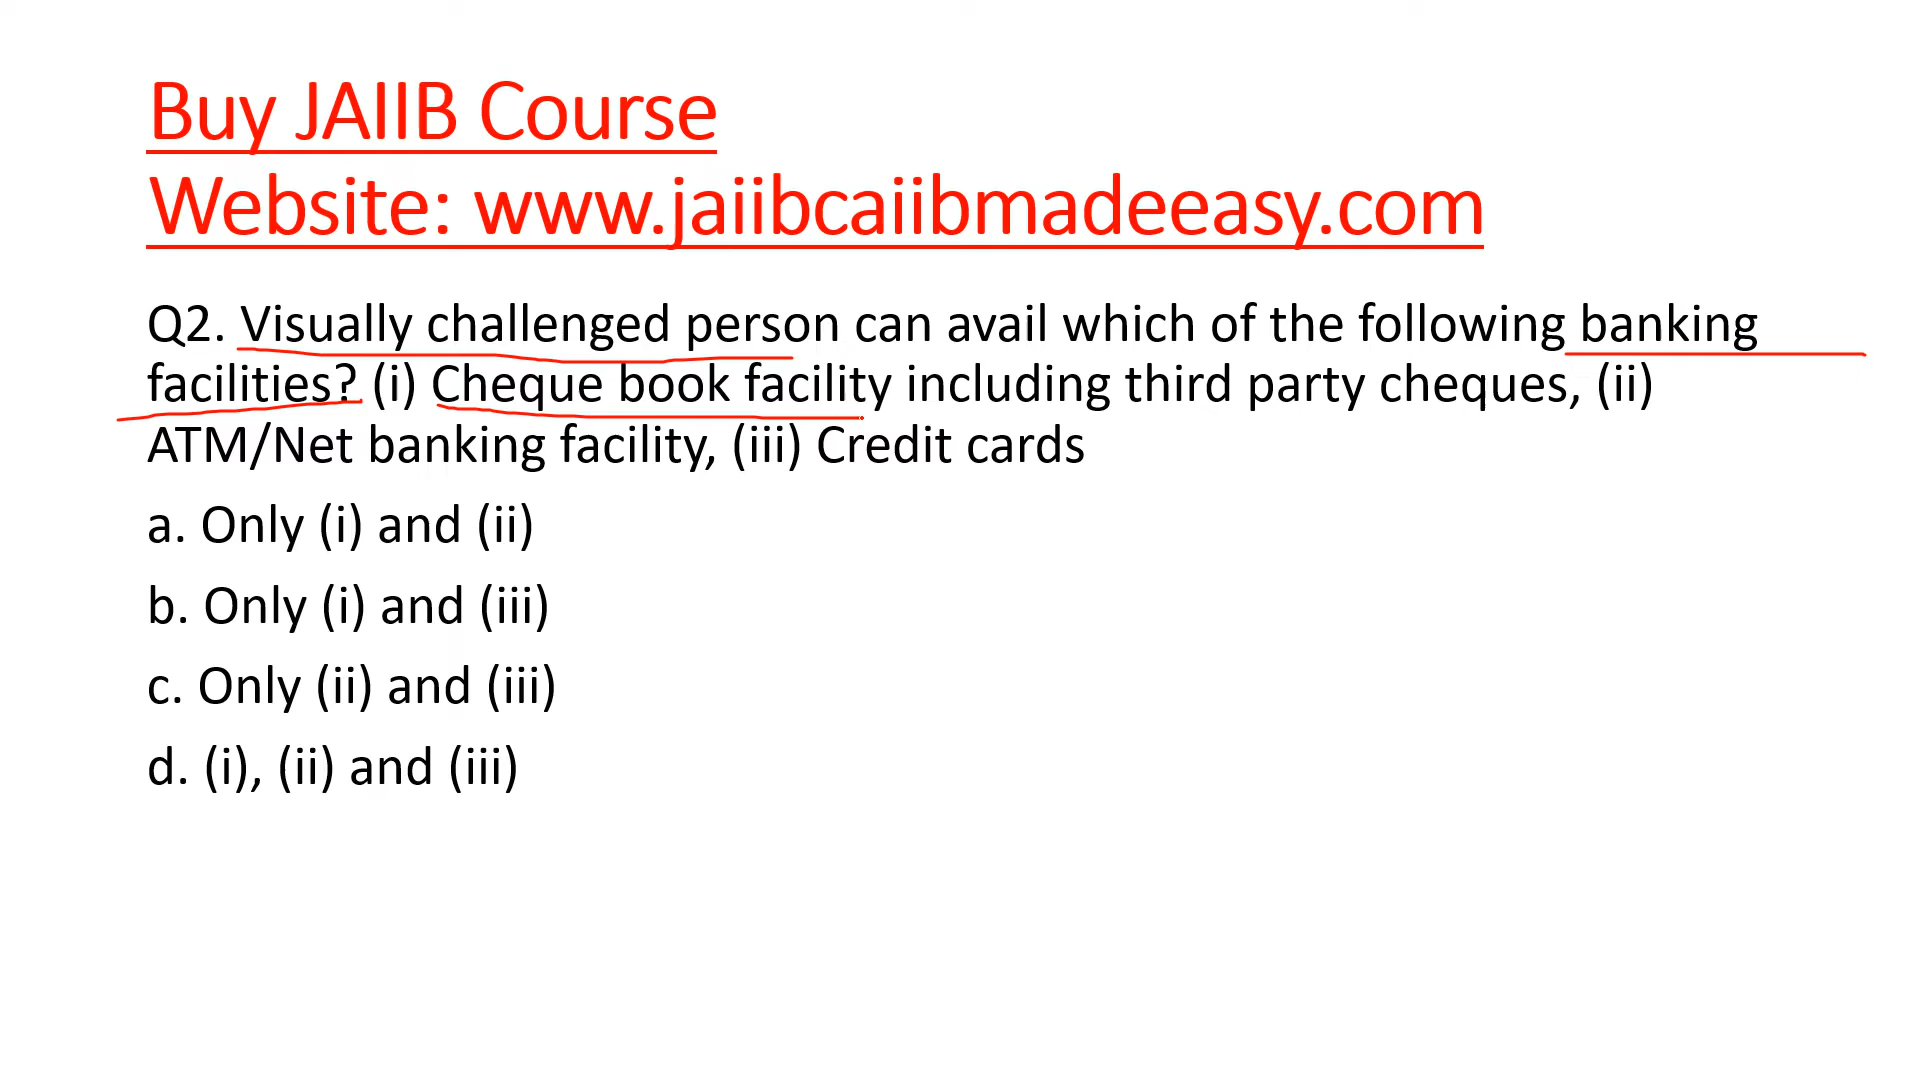 Buy JAIIB Course
Website: www.jaiibcaiibmadeeasy.com
Q2. Visually challenged person can avail which of the following banking
facilities? (i) Cheque book facility including third party cheques, (ii)
ATM/Net banking facility, (iii) Credit cards
a. Only (i) and (ii)
b. Only (i) and (iii)
c. Only (ii) and (iii)
d. (i), (ii) and (iii)